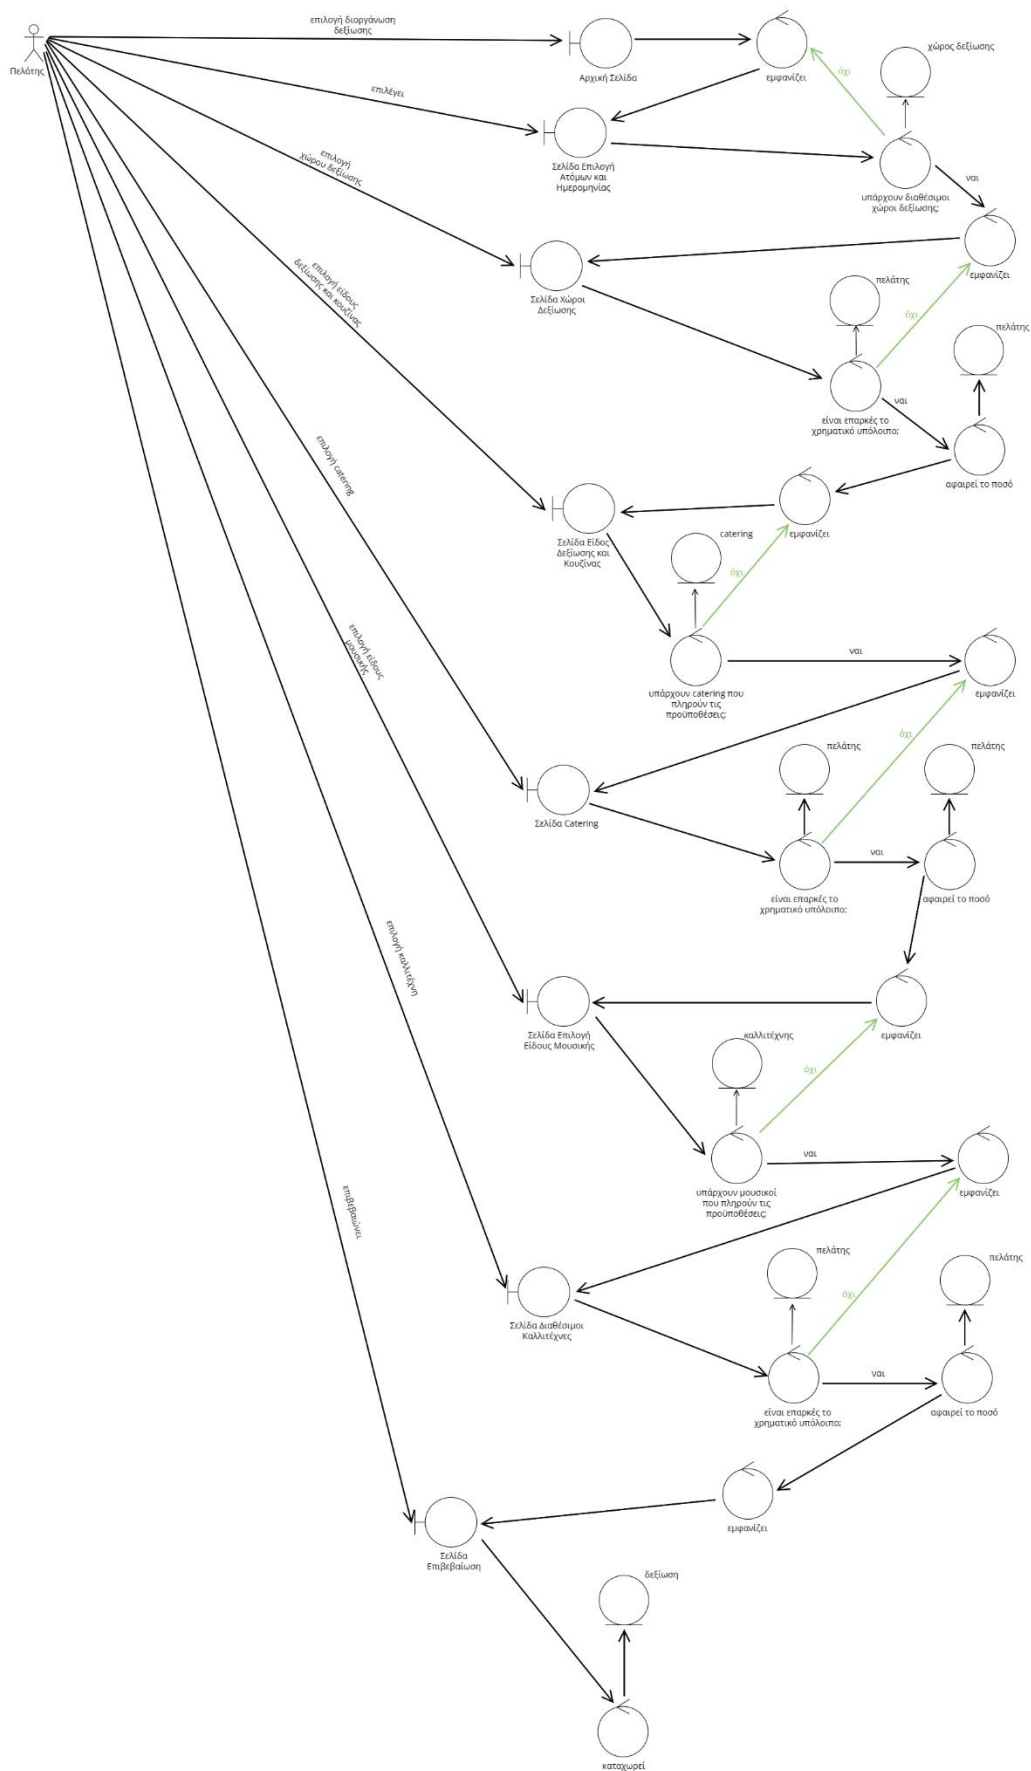 επιλογή διοργάνωση
δεξίωσης
Πελάτης
Αρχική Σελίδα
εμφανίζει
χώρος δεξίωσης
όχι
επιλέγει
Σελίδα Επιλογή
Ατόμων και
Ημερομηνίας
υπάρχουν διαθέσιμοι
χώροι δεξίωσης;
ναι
επιλογή
χώρου δεξίωσης
εμφανίζει
Σελίδα Χώροι
Δεξίωσης
πελάτης
όχι
πελάτης
επιλογή είδους
δεξίωσης και κουζίνας
ναι
είναι επαρκές το
χρηματικό υπόλοιπο;
αφαιρεί το ποσό
επιλογή catering
εμφανίζει
Σελίδα Είδος
Δεξίωσης και
Κουζίνας
catering
όχι
επιλογή είδους
μουσικής
ναι
υπάρχουν catering που
πληρούν τις
προϋποθέσεις;
εμφανίζει
όχι
πελάτης
πελάτης
Σελίδα Catering
ναι
είναι επαρκές το
χρηματικό υπόλοιπο;
αφαιρεί το ποσό
επιλογή καλλιτέχνη
Σελίδα Επιλογή
Είδους Μουσικής
εμφανίζει
καλλιτέχνης
όχι
ναι
υπάρχουν μουσικοί
που πληρούν τις
προϋποθέσεις;
εμφανίζει
επιβεβαιώνει
πελάτης
πελάτης
όχι
Σελίδα Διαθέσιμοι
Καλλιτέχνες
ναι
είναι επαρκές το
χρηματικό υπόλοιπο;
αφαιρεί το ποσό
εμφανίζει
Σελίδα
Επιβεβαίωση
δεξίωση
καταχωρεί